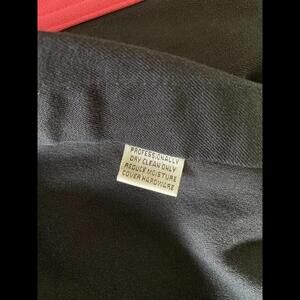 PROFESSIONALLY
DRY CLEAN ONLY
REDUCE MOISTURE
COVER HARDWARE